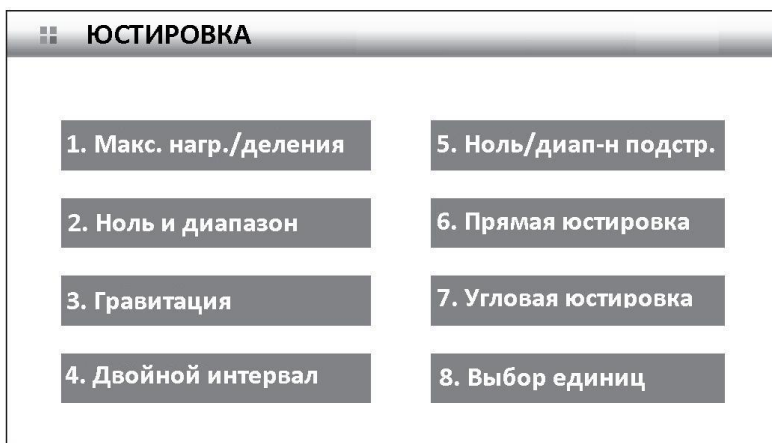 ЮСТИРОВКА
1. Макс. нагр./деления
2. Ноль и диапазон
3. Гравитация
4. Двойной интервал
5. Ноль/диап-н подстр.
6. Прямая юстировка
7. Угловая юстировка
8. Выбор единиц